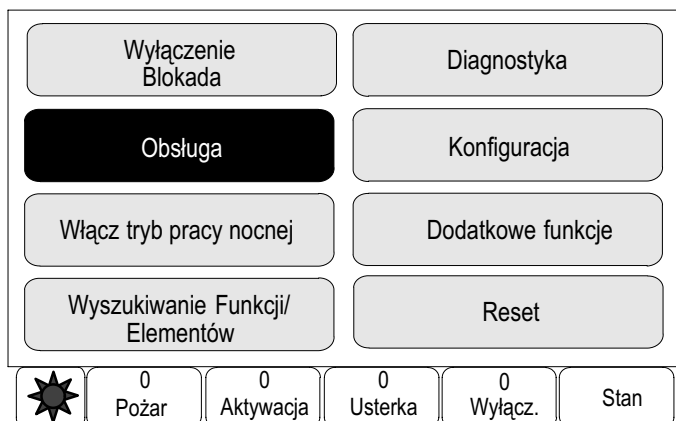 Wyłączenie
Blokada
Diagnostyka
Obsługa
Konfiguracja
Włącz tryb pracy nocnej
Dodatkowe funkcje
Wyszukiwanie Funkcji/
Elementów
Reset
0
Pożar
0
Aktywacja
0
Usterka
0
Wyłącz.
Stan